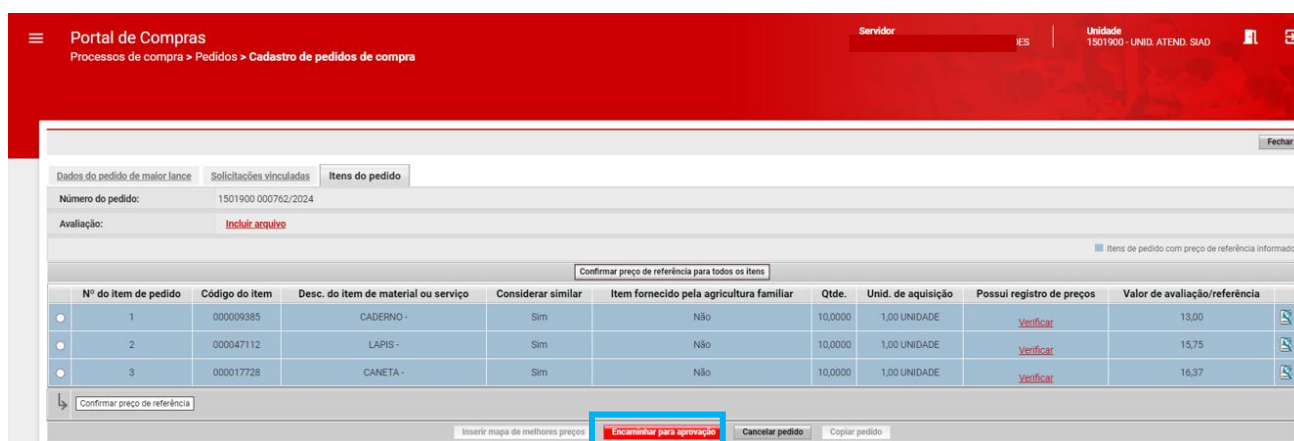 Portal de Compras
Processos de compra > Pedidos > Cadastro de pedidos de compra
Servidor
Unidade
1501900 - UNID. ATEND. SIAD
Fechar
Dados do pedido de maior lance Solicitações vinculadas Itens do pedido
Número do pedido: 1501900 000762/2024
Avaliação: Incluir arquivo
Itens de pedido com preço de referência informado
Confirmar preço de referência para todos os itens
Nº do item de pedido Código do item Desc. do item de material ou serviço Considerar similar Item fornecido pela agricultura familiar Qtde. Unid. de aquisição Possui registro de preços Valor de avaliação/referência
1 000009385 CADERNO - Sim Não 10,0000 1,00 UNIDADE Verificar 13,00
2 000047112 LAPIS - Sim Não 10,0000 1,00 UNIDADE Verificar 15,75
3 000017728 CANETA - Sim Não 10,0000 1,00 UNIDADE Verificar 16,37
Confirmar preço de referência
Inserir mapa de melhores preços Encaminhar para aprovação Cancelar pedido Copiar pedido